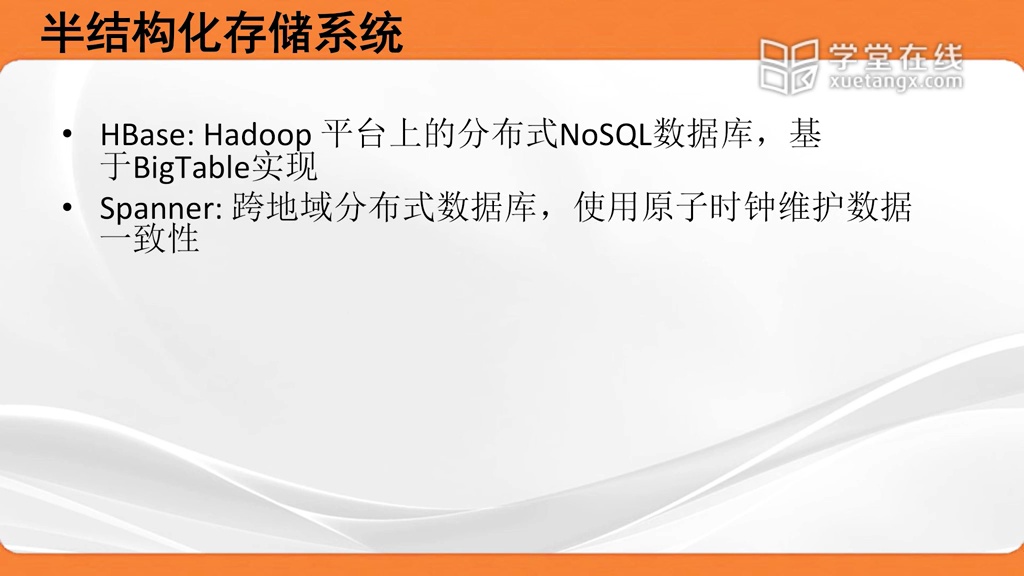 半结构化存储系统
学堂在线
xuetangx.com
• HBase: Hadoop 平台上的分布式NoSQL数据库，基
于BigTable实现
• Spanner: 跨地域分布式数据库，使用原子时钟维护数据
一致性